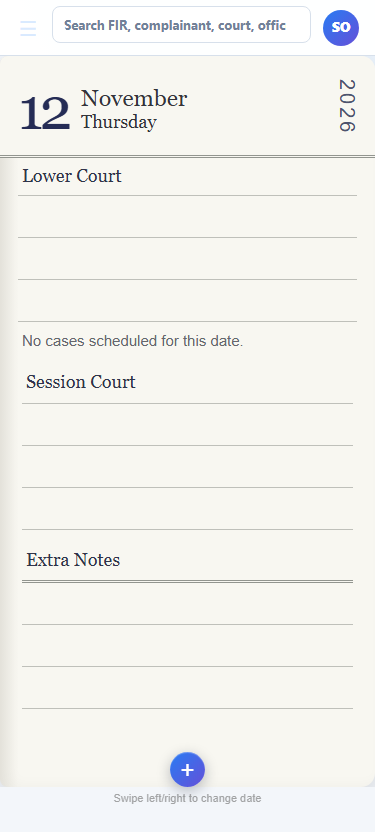 Search FIR, complainant, court, offic
SO
12
November
Thursday
2026
Lower Court
No cases scheduled for this date.
Session Court
Extra Notes
+
Swipe left/right to change date